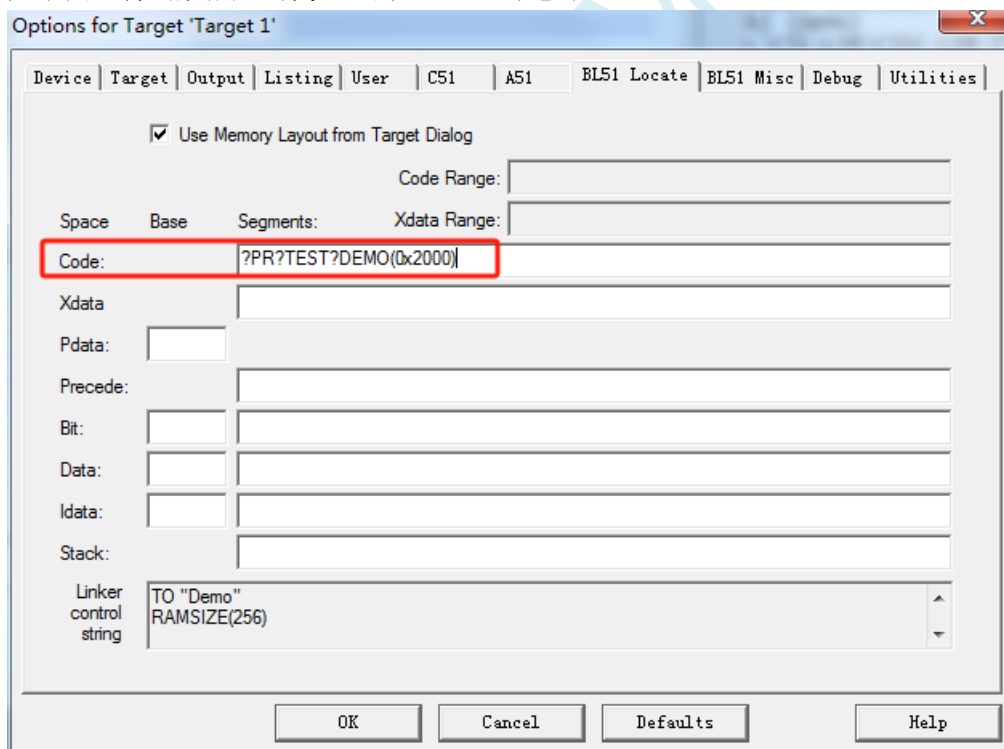 Options for Target 'Target 1'
Device Target Output Listing User C51 A51 BL51 Locate BL51 Misc Debug Utilities
Use Memory Layout from Target Dialog
Code Range:
Space Base Segments: Xdata Range:
Code: ?PR?TEST?DEMO(0x2000)
Xdata
Pdata:
Precede:
Bit:
Data:
Idata:
Stack:
Linker control string
TO "Demo"
RAMSIZE(256)
OK Cancel Defaults Help